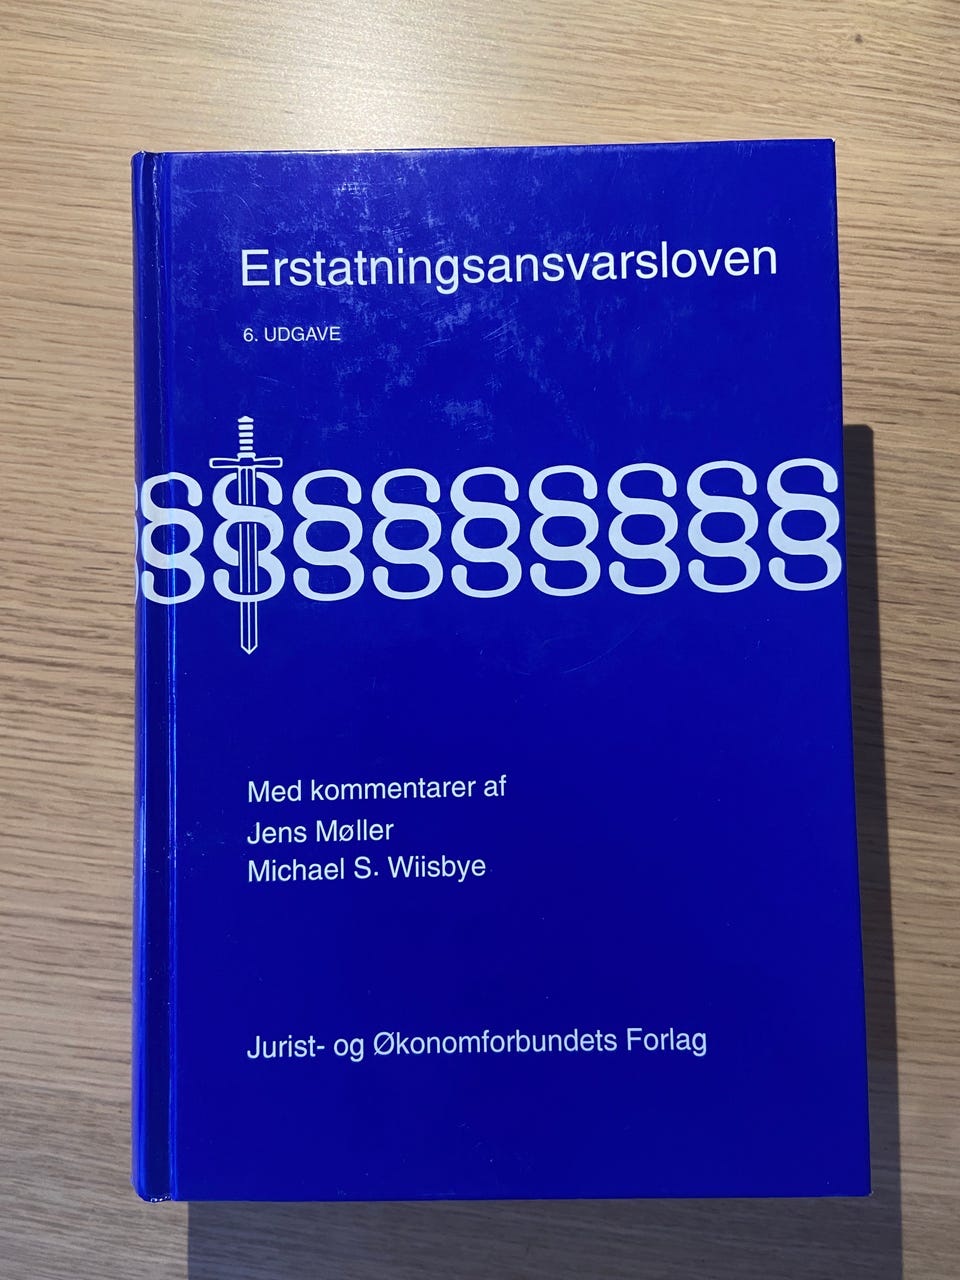 Erstatningsansvarsloven
6. UDGAVE
§§§§§§§§§
Med kommentarer af
Jens Møller
Michael S. Wiisbye
Jurist- og Økonomforbundets Forlag